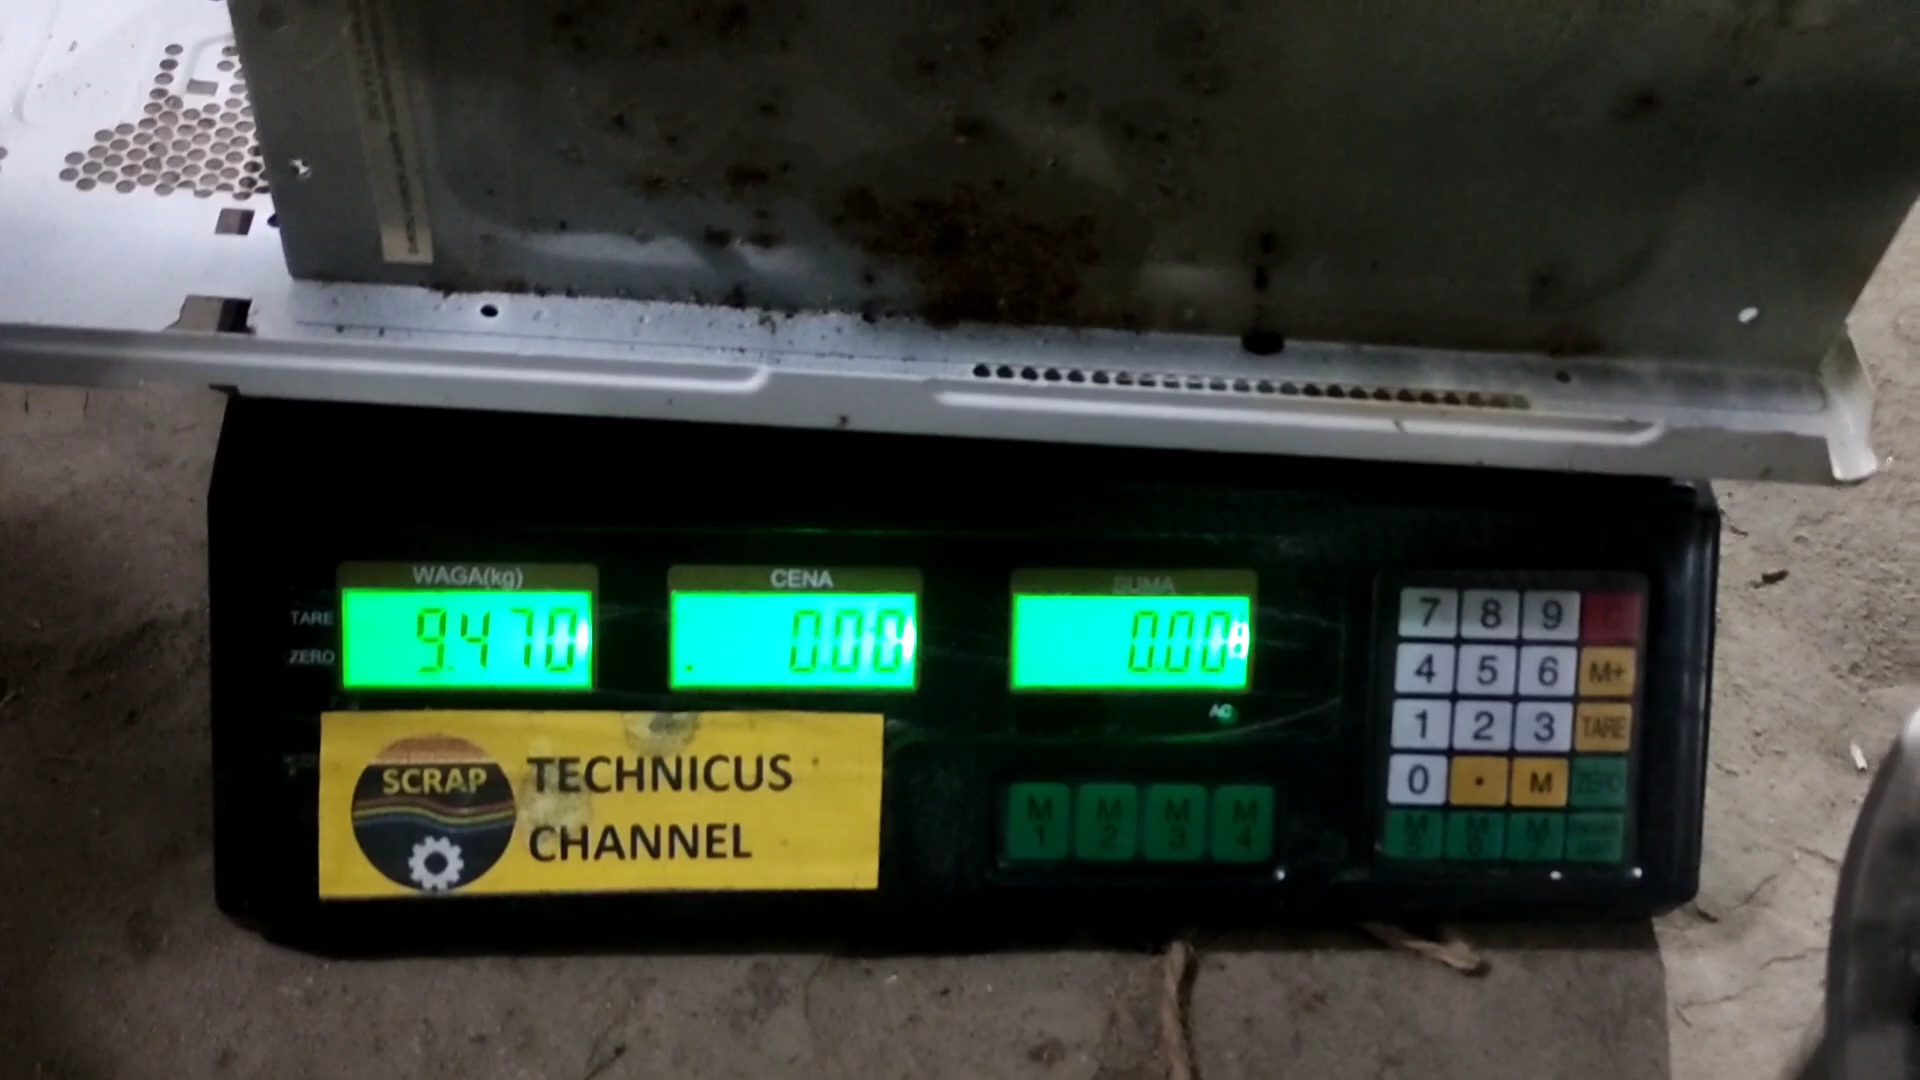 WAGA(kg)
CENA
SUMA
TARE
ZERO
9.470
0.00
0.00
AC
SCRAP
TECHNICUS
CHANNEL
M1
M2
M3
M4
7 8 9 C
4 5 6 M+
1 2 3 TARE
0 . M ZERO